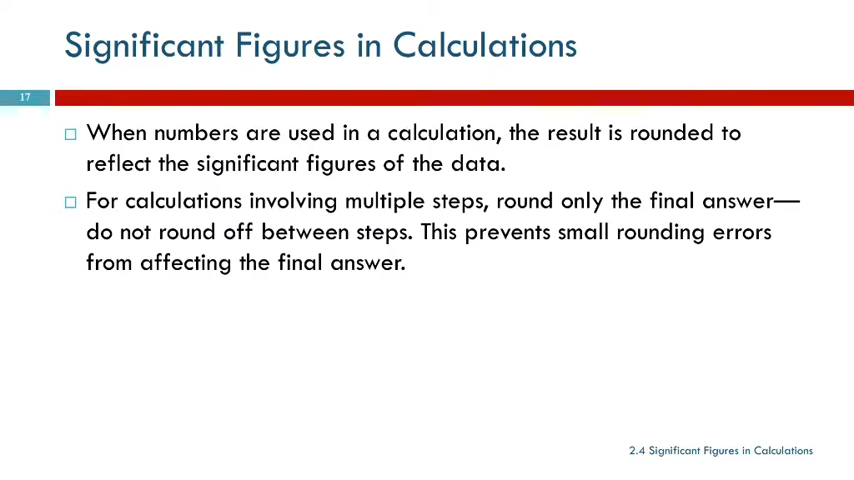 Significant Figures in Calculations
17
When numbers are used in a calculation, the result is rounded to
reflect the significant figures of the data.
For calculations involving multiple steps, round only the final answer—
do not round off between steps. This prevents small rounding errors
from affecting the final answer.
2.4 Significant Figures in Calculations